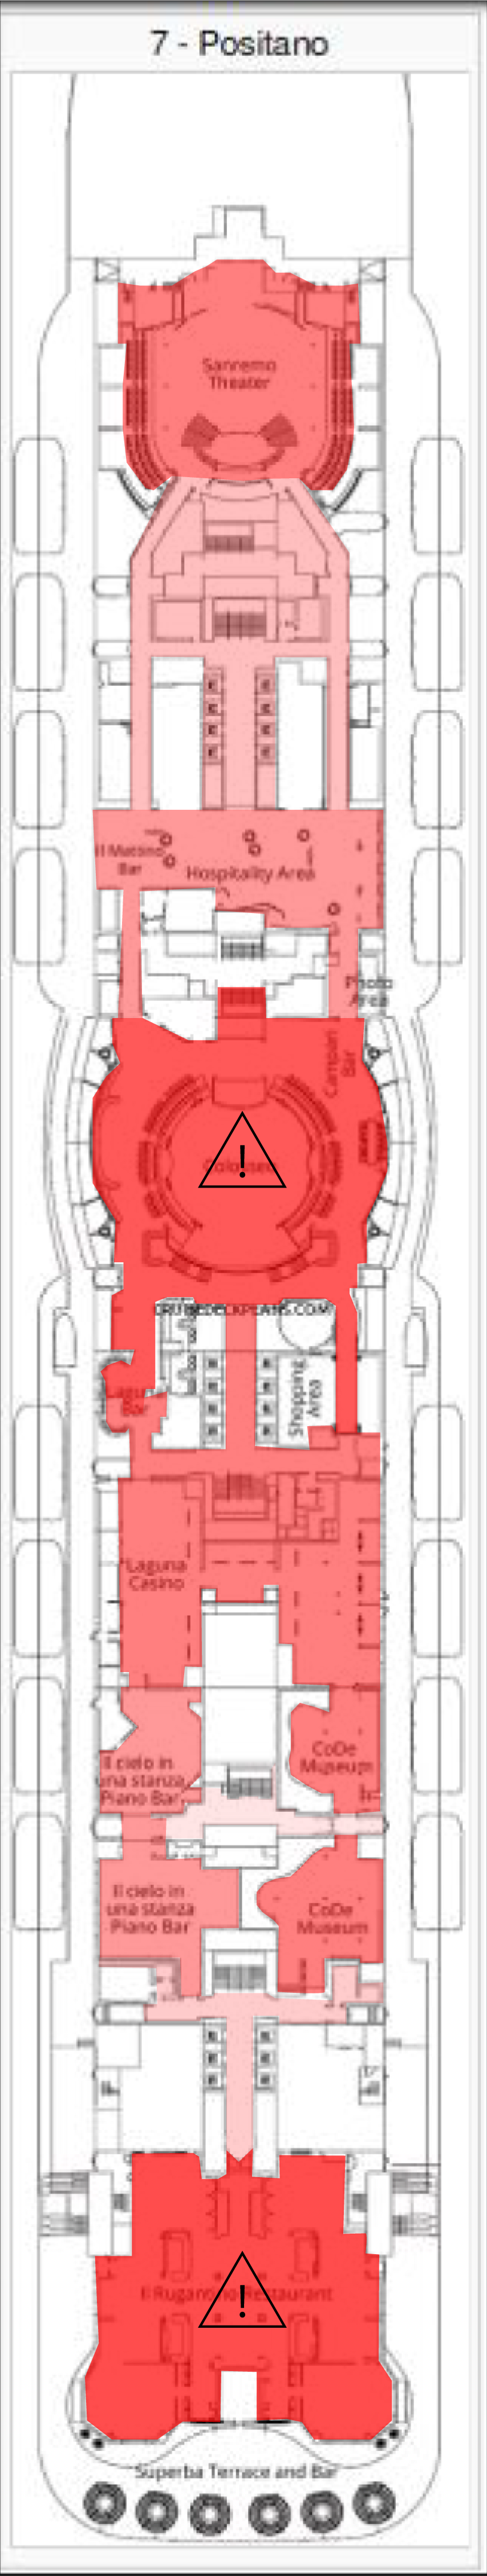 7 - Positano
Sanremo
Theater
Il Matano
Bar
Hospitality Area
Photo
Area
Campari
Bar
!
Colosseo
CRUISEDECKPLANS.COM
Shopping
Area
Laguna
Bar
Laguna
Casino
Il cielo in
una stanza
Piano Bar
CoDe
Museum
Il cielo in
una stanza
Piano Bar
CoDe
Museum
!
Il Rugantino Restaurant
Superba Terrace and Bar